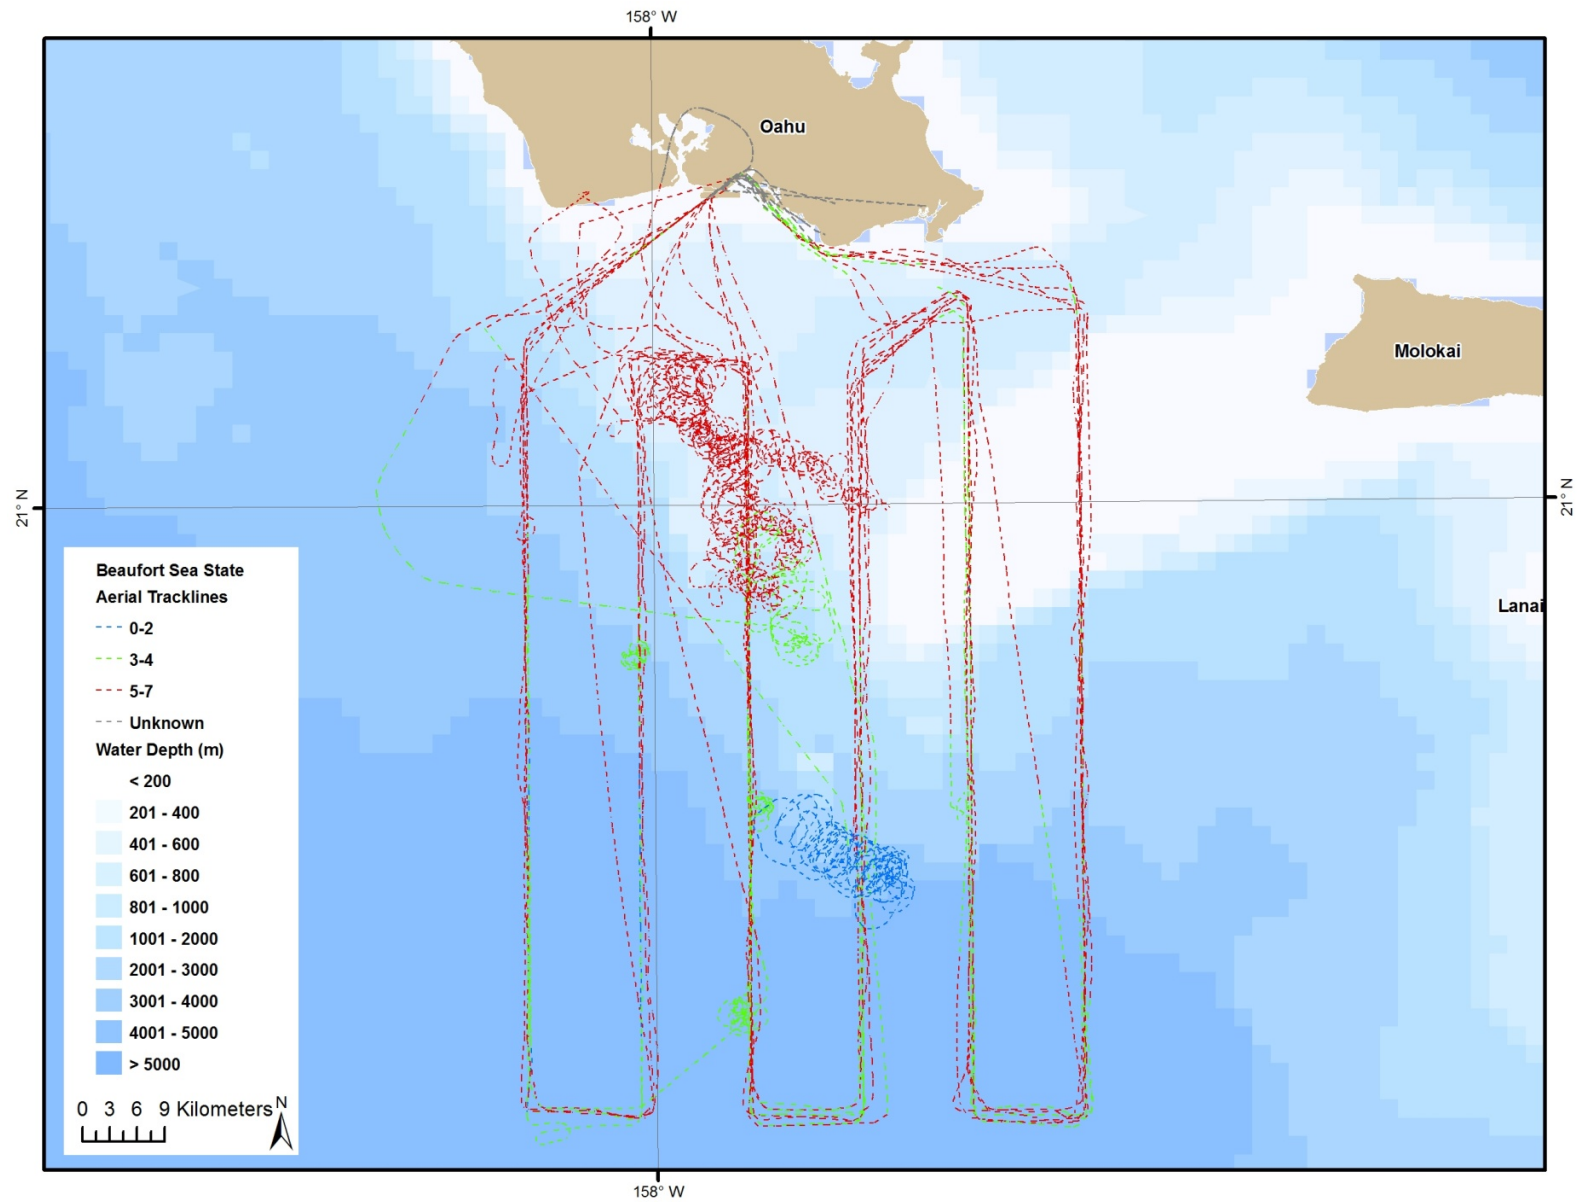 158° W
Oahu
Molokai
21° N
21° N
Lanai
Beaufort Sea State
Aerial Tracklines
0-2
3-4
5-7
Unknown
Water Depth (m)
< 200
201 - 400
401 - 600
601 - 800
801 - 1000
1001 - 2000
2001 - 3000
3001 - 4000
4001 - 5000
> 5000
0 3 6 9 Kilometers N
158° W